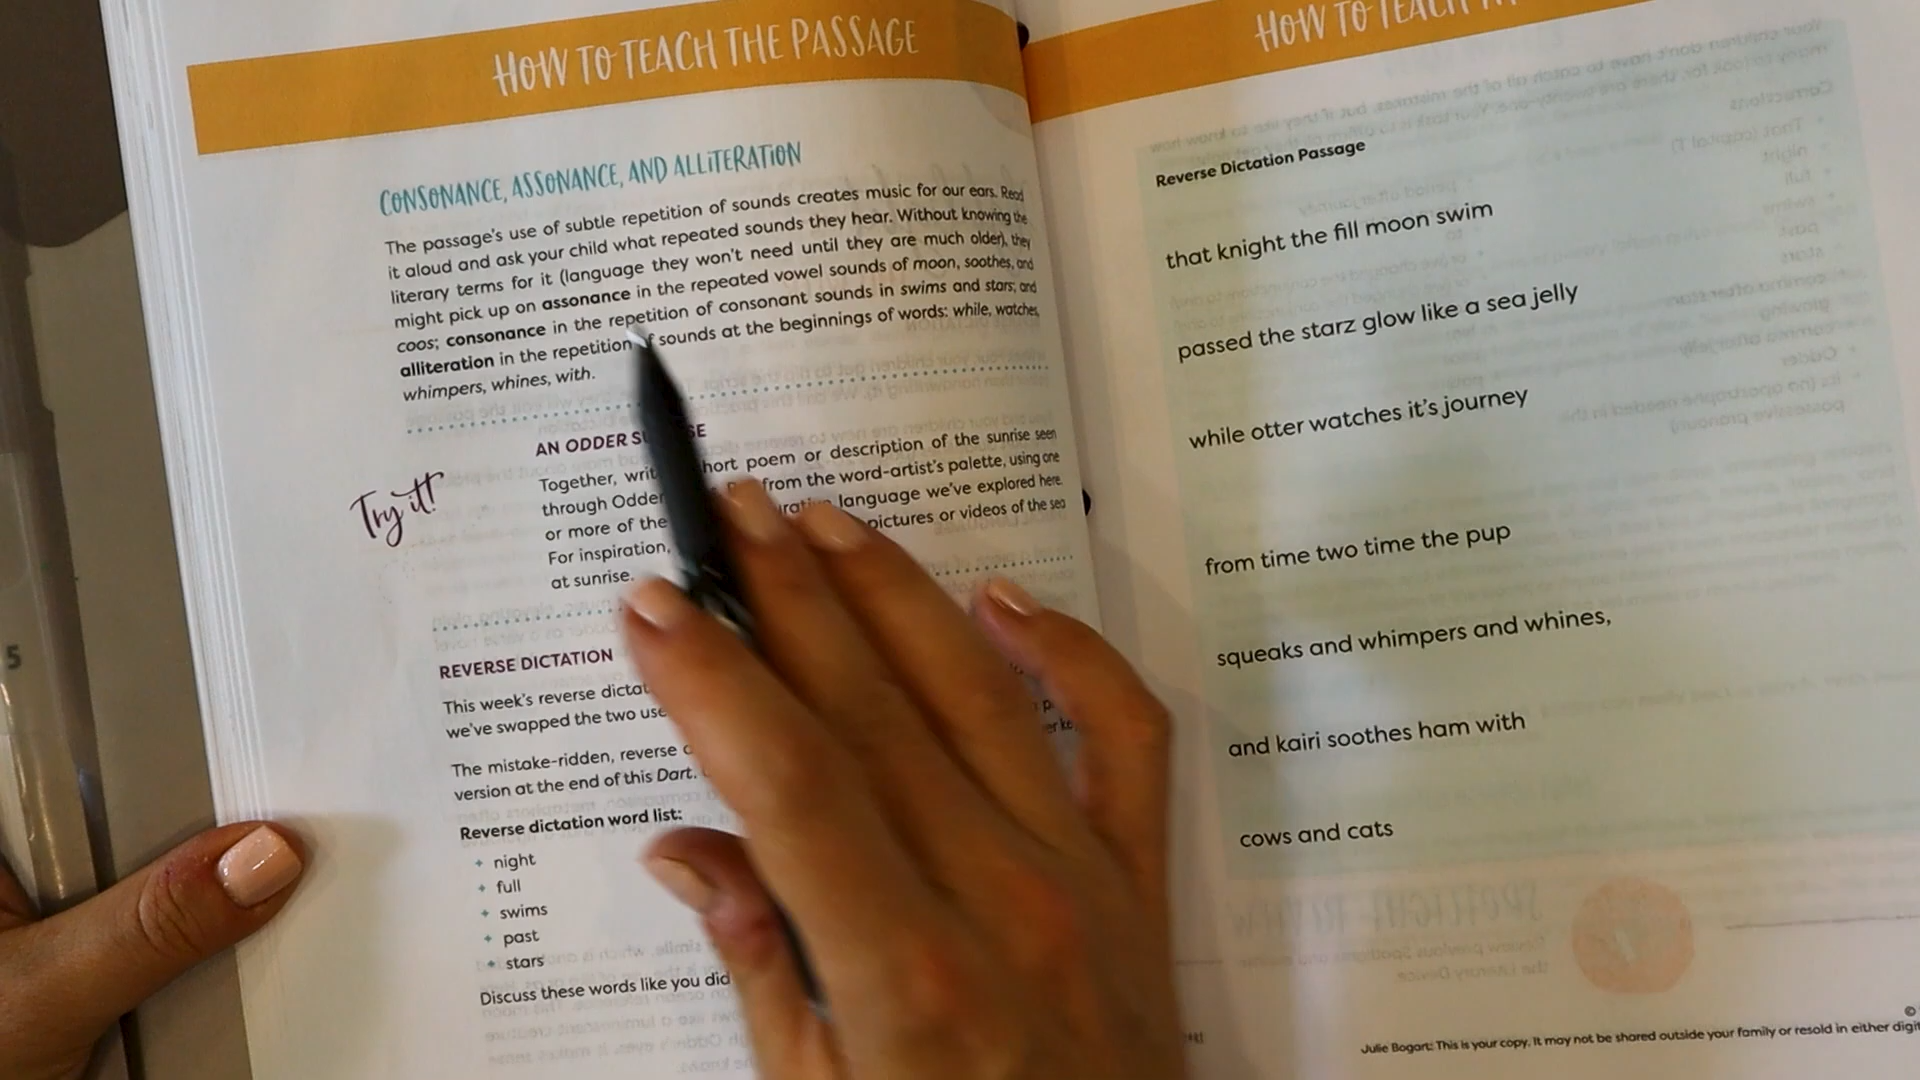 HOW TO TEACH THE PASSAGE
CONSONANCE, ASSONANCE, AND ALLITERATION
The passage's use of subtle repetition of sounds creates music for our ears. Read
it aloud and ask your child what repeated sounds they hear. Without knowing the
literary terms for it (language they won't need until they are much older), they
might pick up on assonance in the repeated vowel sounds of moon, soothes, and
coos; consonance in the repetition of consonant sounds in swims and stars; and
alliteration in the repetition of sounds at the beginnings of words: while, watches,
whimpers, whines, with.
Try it!
AN ODDER
Together, short poem or description of the sunrise seen
through Odder from the word-artist's palette, using one
or more of the language we've explored here.
For inspiration, pictures or videos of the sea
at sunrise.
REVERSE DICTATION
This week's reverse
we've swapped the two
The mistake-ridden, reverse
version at the end of this Dart.
Reverse dictation word list:
+ night
+ full
+ swims
+ past
+ stars
Discuss these words like you did
HOW TO TEACH
Reverse Dictation Passage
that knight the fill moon swim
passed the starz glow like a sea jelly
while otter watches it's journey
from time two time the pup
squeaks and whimpers and whines,
and kairi soothes ham with
cows and cats
©
Julie Bogart: This is your copy. It may not be shared outside your family or resold in either
5